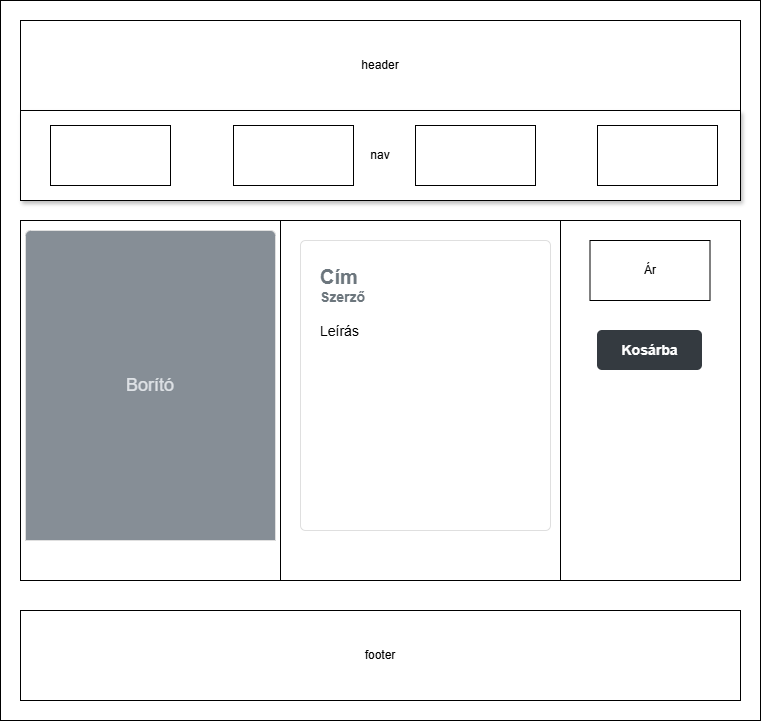 header
nav
Borító
Cím
Szerző
Leírás
Ár
Kosárba
footer